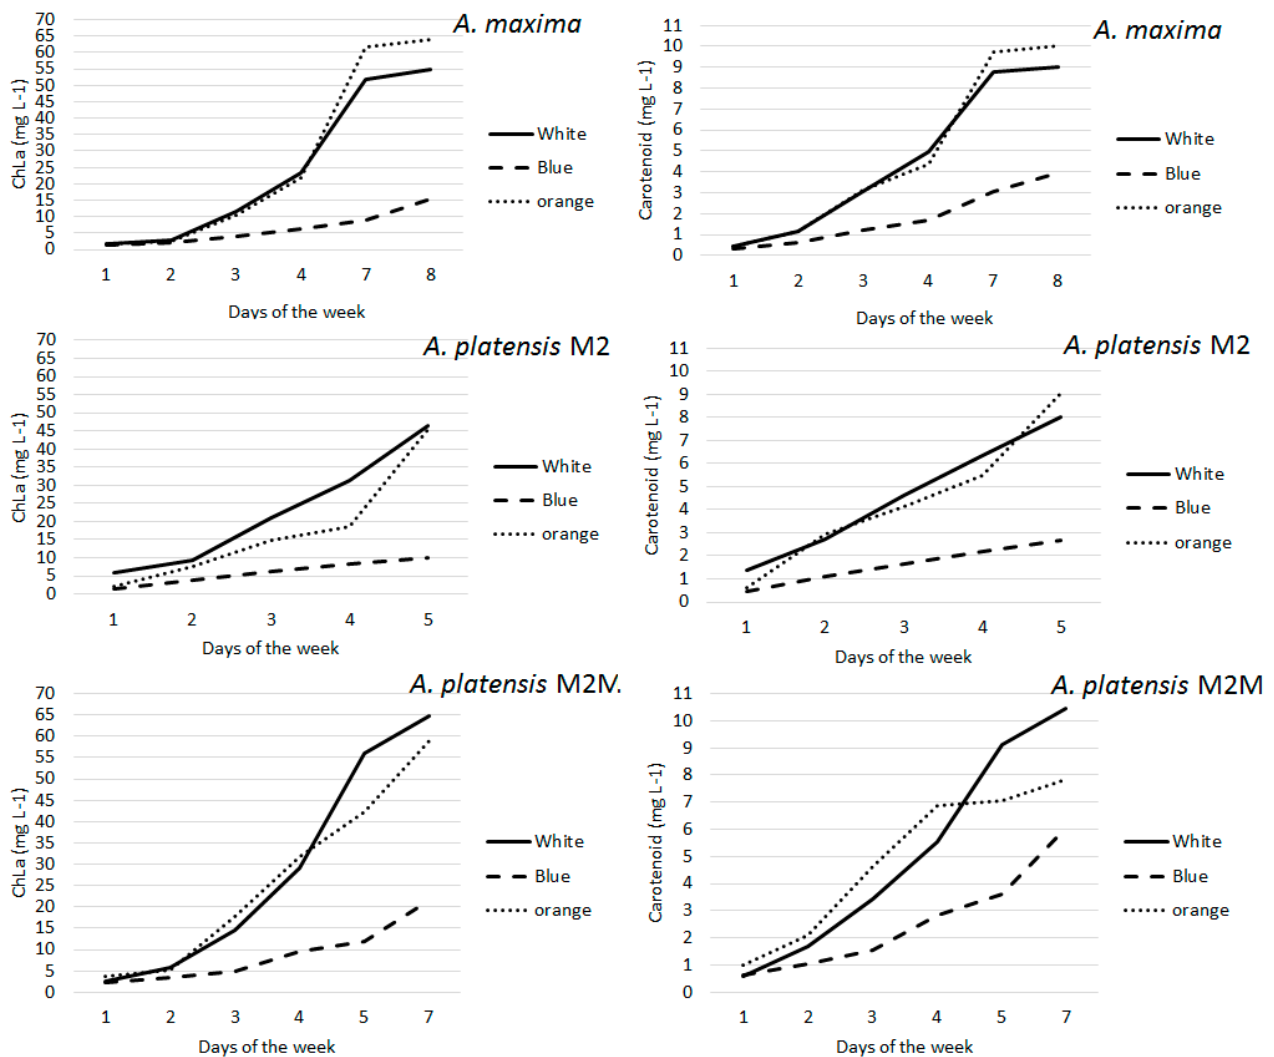 A. maxima
ChLa (mg L-1)
70
65
60
55
50
45
40
35
30
25
20
15
10
5
0
1 2 3 4 7 8
Days of the week
White
Blue
orange
A. maxima
Carotenoid (mg L-1)
11
10
9
8
7
6
5
4
3
2
1
0
1 2 3 4 7 8
Days of the week
White
Blue
orange
A. platensis M2
ChLa (mg L-1)
70
65
60
55
50
45
40
35
30
25
20
15
10
5
0
1 2 3 4 5
Days of the week
White
Blue
orange
A. platensis M2
Carotenoid (mg L-1)
11
10
9
8
7
6
5
4
3
2
1
0
1 2 3 4 5
Days of the week
White
Blue
orange
A. platensis M2M.
ChLa (mg L-1)
70
65
60
55
50
45
40
35
30
25
20
15
10
5
0
1 2 3 4 5 7
Days of the week
White
Blue
orange
A. platensis M2M
Carotenoid (mg L-1)
11
10
9
8
7
6
5
4
3
2
1
0
1 2 3 4 5 7
Days of the week
White
Blue
orange